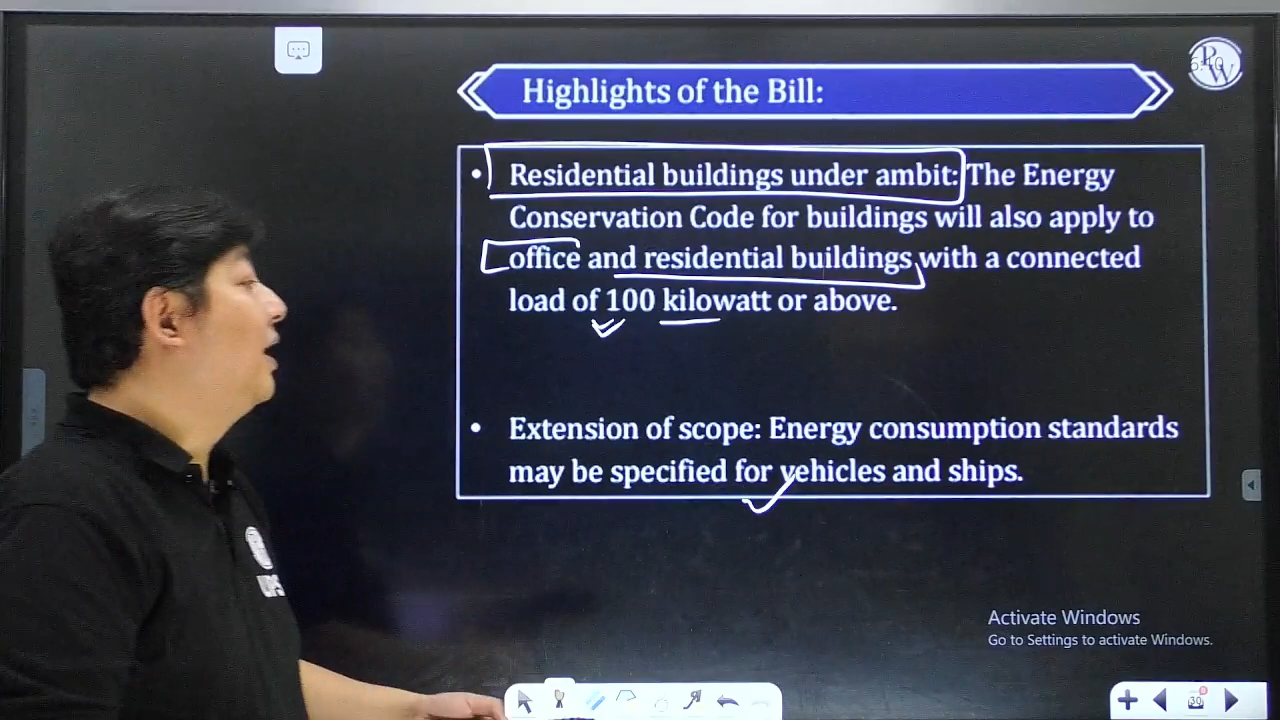 Highlights of the Bill:
• Residential buildings under ambit: The Energy
Conservation Code for buildings will also apply to
office and residential buildings with a connected
load of 100 kilowatt or above.
• Extension of scope: Energy consumption standards
may be specified for vehicles and ships.
Activate Windows
Go to Settings to activate Windows.
30
PW